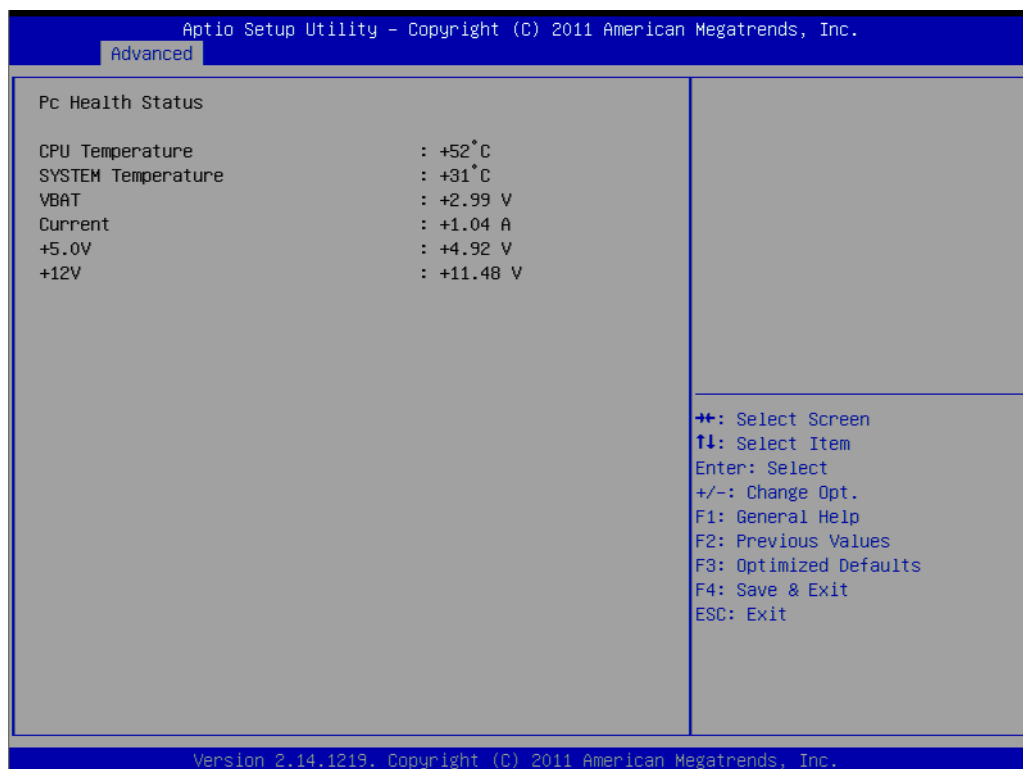 Aptio Setup Utility – Copyright (C) 2011 American Megatrends, Inc.
Advanced
Pc Health Status
CPU Temperature : +52°C
SYSTEM Temperature : +31°C
VBAT : +2.99 V
Current : +1.04 A
+5.0V : +4.92 V
+12V : +11.48 V
→←: Select Screen
↑↓: Select Item
Enter: Select
+/-: Change Opt.
F1: General Help
F2: Previous Values
F3: Optimized Defaults
F4: Save & Exit
ESC: Exit
Version 2.14.1219. Copyright (C) 2011 American Megatrends, Inc.